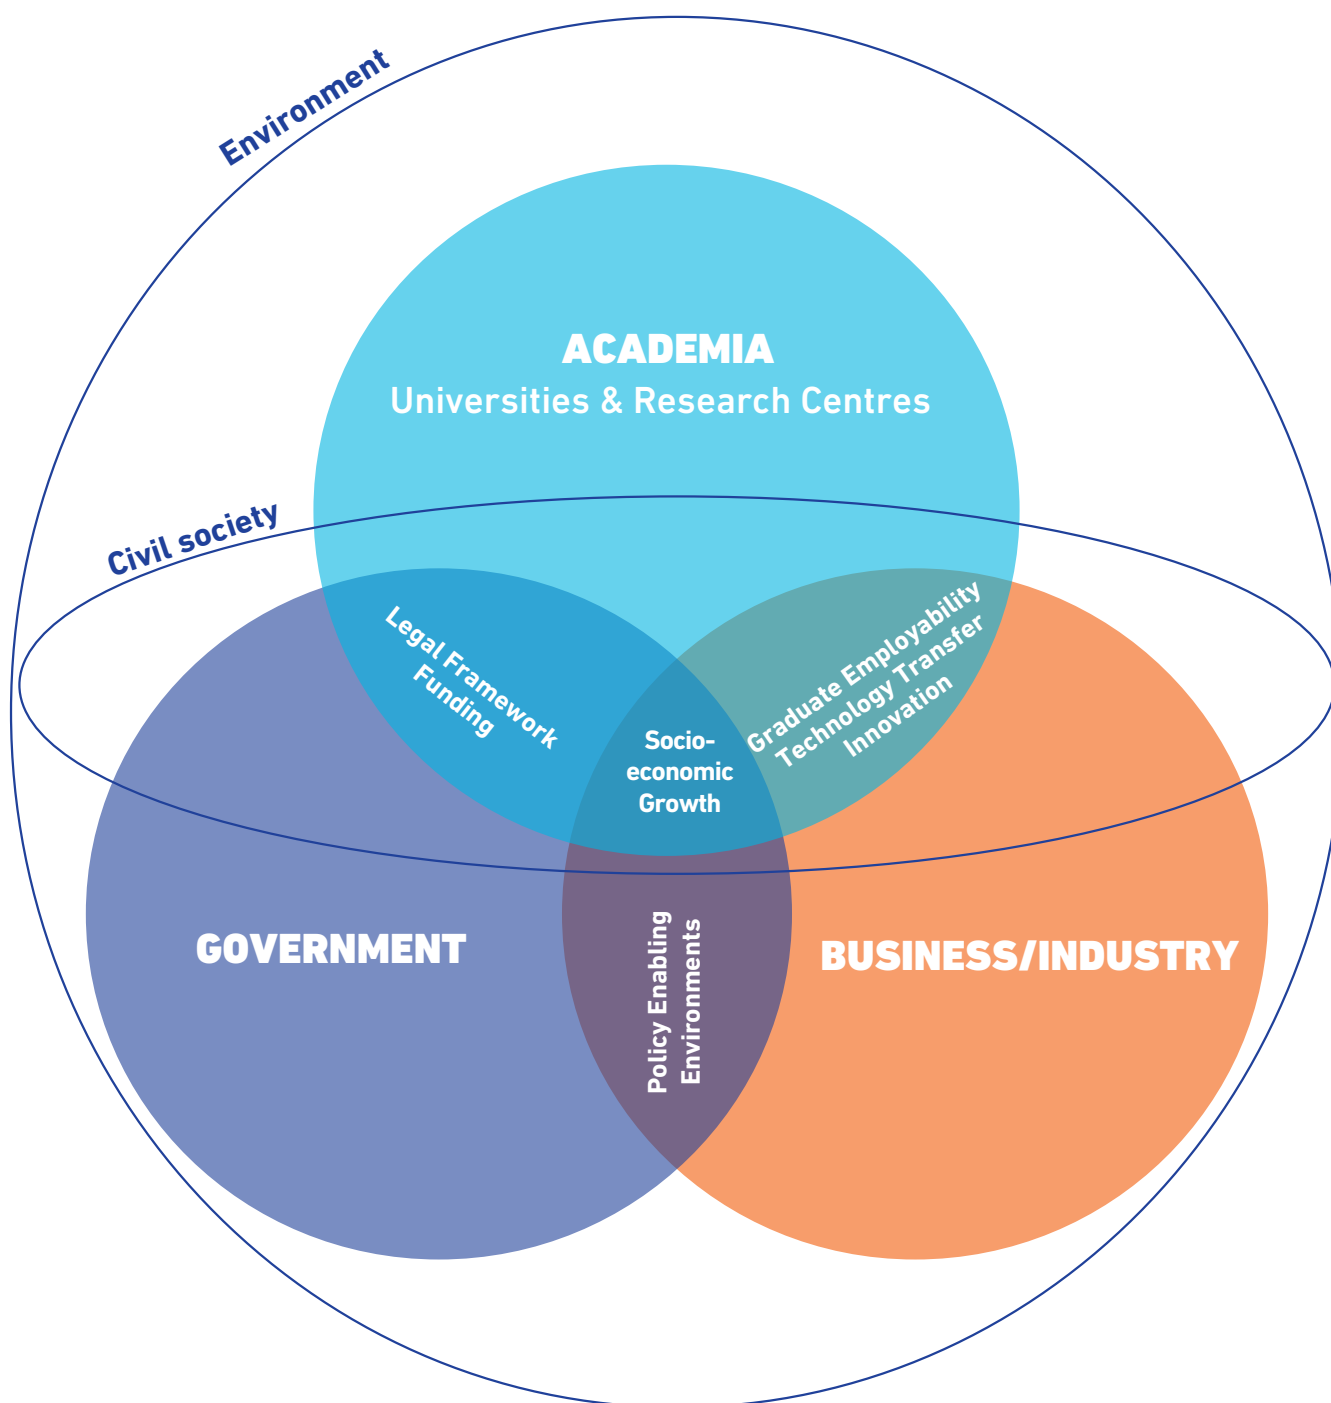 Environment
ACADEMIA
Universities & Research Centres
Civil society
Legal Framework
Funding
Graduate Employability
Technology Transfer
Innovation
Socio-
economic
Growth
GOVERNMENT
BUSINESS/INDUSTRY
Policy Enabling
Environments